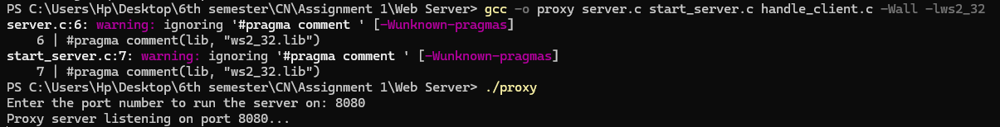 PS C:\Users\Hp\Desktop\6th semester\CN\Assignment 1\Web Server> gcc -o proxy server.c start_server.c handle_client.c -Wall -lws2_32
server.c:6: warning: ignoring '#pragma comment ' [-Wunknown-pragmas]
    6 | #pragma comment(lib, "ws2_32.lib")
start_server.c:7: warning: ignoring '#pragma comment ' [-Wunknown-pragmas]
    7 | #pragma comment(lib, "ws2_32.lib")
PS C:\Users\Hp\Desktop\6th semester\CN\Assignment 1\Web Server> ./proxy
Enter the port number to run the server on: 8080
Proxy server listening on port 8080...